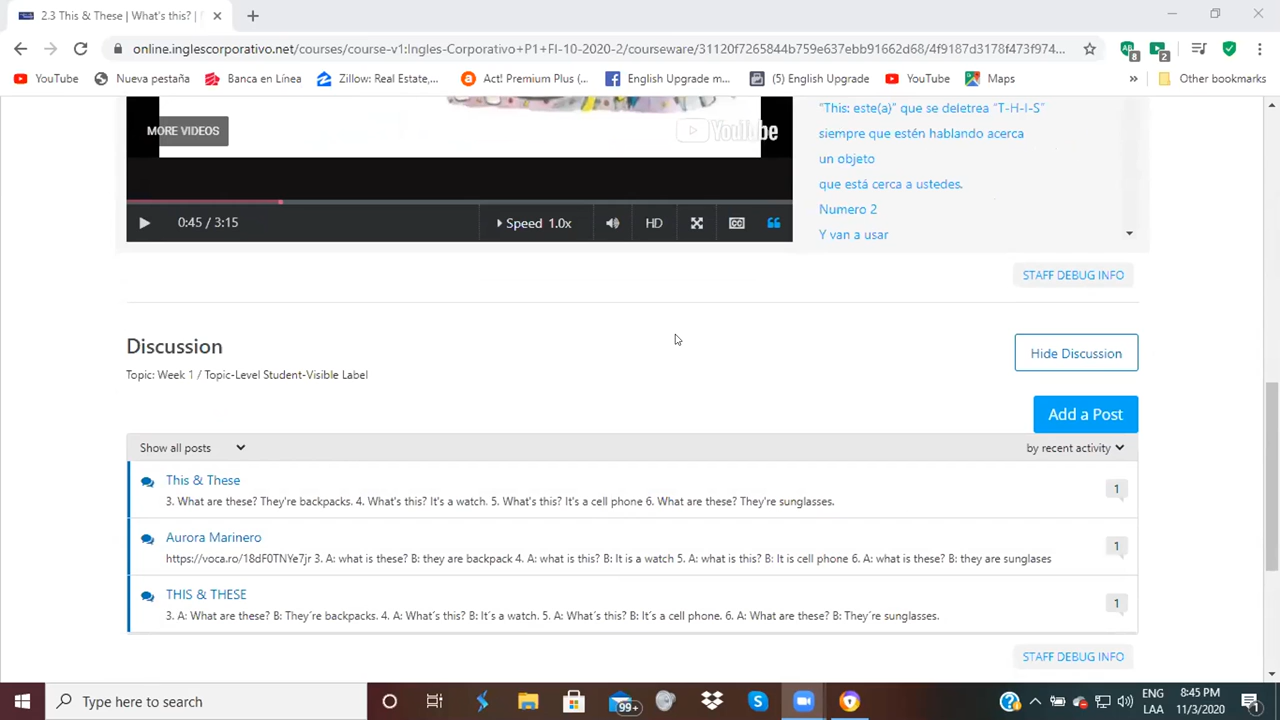 2.3 This & These | What's this? |
online.inglescorporativo.net/courses/course-v1:Ingles-Corporativo+P1+FI-10-2020-2/courseware/31120f7265844b759e637ebb91662d68/4f9187d3178f473f974...
8
2
YouTube
Nueva pestaña
Banca en Línea
Zillow: Real Estate,...
Act! Premium Plus (...
English Upgrade m...
(5) English Upgrade
YouTube
Maps
»
Other bookmarks
MORE VIDEOS
YouTube
"This: este(a)" que se deletrea "T-H-I-S"
siempre que estén hablando acerca
un objeto
que está cerca a ustedes.
Numero 2
Y van a usar
0:45 / 3:15
Speed 1.0x
HD
CC
STAFF DEBUG INFO
Discussion
Hide Discussion
Topic: Week 1 / Topic-Level Student-Visible Label
Add a Post
Show all posts
by recent activity
This & These
3. What are these? They're backpacks. 4. What's this? It's a watch. 5. What's this? It's a cell phone 6. What are these? They're sunglasses.
1
Aurora Marinero
https://voca.ro/18dF0TNYe7jr 3. A: what is these? B: they are backpack 4. A: what is this? B: It is a watch 5. A: what is this? B: It is cell phone 6. A: what is these? B: they are sunglases
1
THIS & THESE
3. A: What are these? B: They´re backpacks. 4. A: What´s this? B: It´s a watch. 5. A: What´s this? B: It´s a cell phone. 6. A: What are these? B: They´re sunglasses.
1
STAFF DEBUG INFO
Type here to search
99+
ENG
LAA
8:45 PM
11/3/2020
1